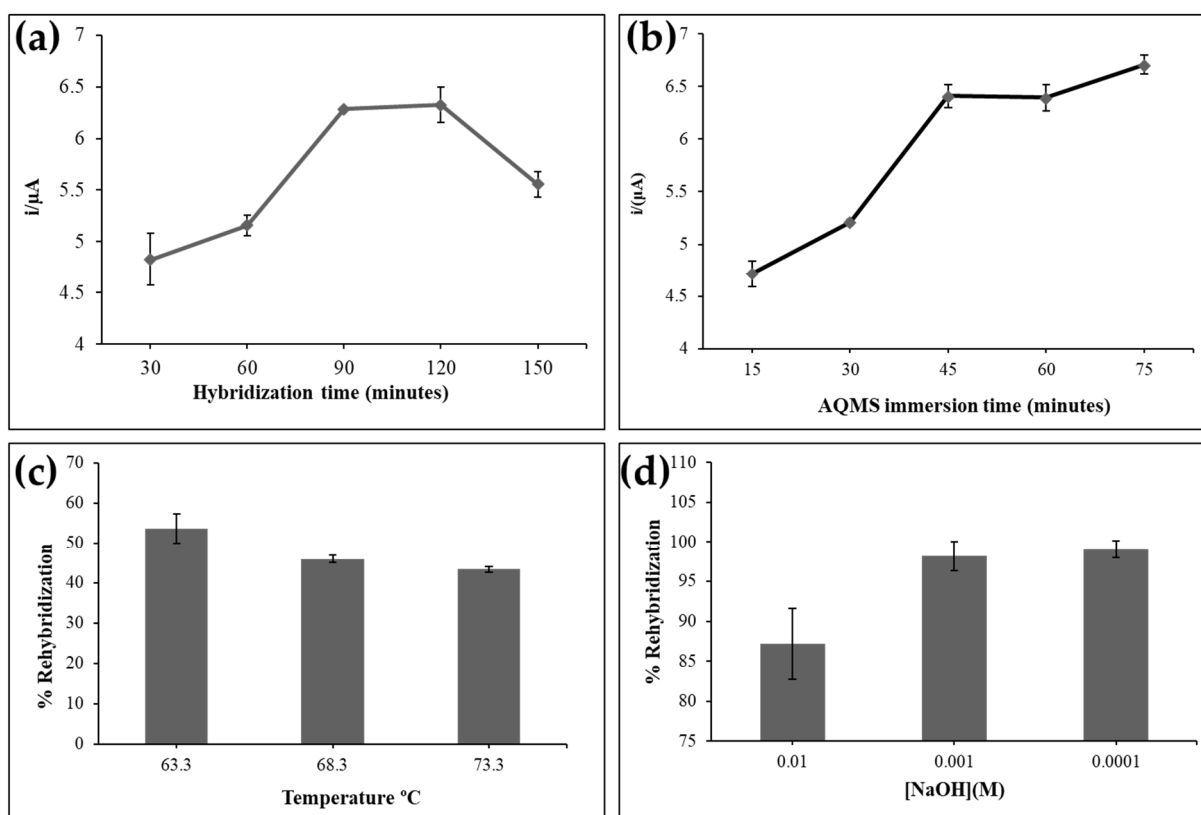 (a)
7
6.5
6
5.5
5
4.5
4
i/µA
30 60 90 120 150
Hybridization time (minutes)
(b)
7
6.5
6
5.5
5
4.5
4
i/(µA)
15 30 45 60 75
AQMS immersion time (minutes)
(c)
70
60
50
40
30
20
10
0
% Rehybridization
63.3 68.3 73.3
Temperature ºC
(d)
110
105
100
95
90
85
80
75
% Rehybridization
0.01 0.001 0.0001
[NaOH](M)